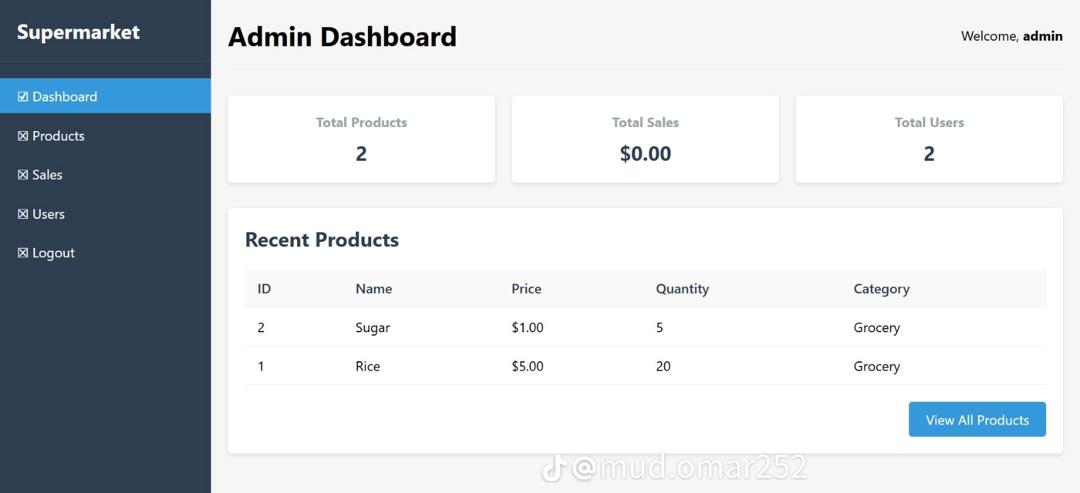 Supermarket
☑ Dashboard
☒ Products
☒ Sales
☒ Users
☒ Logout
Admin Dashboard
Welcome, admin
Total Products
2
Total Sales
$0.00
Total Users
2
Recent Products
ID Name Price Quantity Category
2 Sugar $1.00 5 Grocery
1 Rice $5.00 20 Grocery
View All Products
@mud.omar252